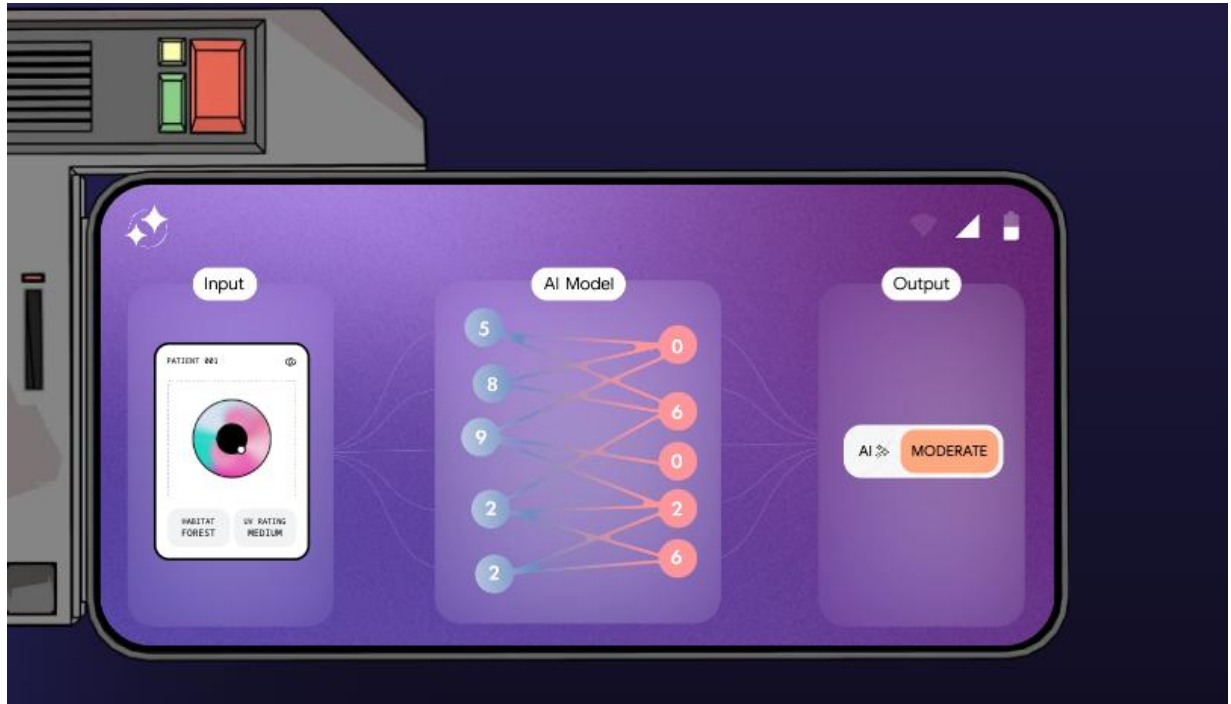 Input
PATIENT 001
HABITAT
FOREST
UV RATING
MEDIUM
AI Model
5
8
9
2
2
0
6
0
2
6
Output
AI
MODERATE